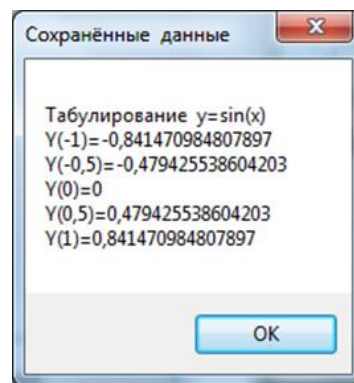 Сохранённые данные
Табулирование y=sin(x)
Y(-1)=-0,841470984807897
Y(-0,5)=-0,479425538604203
Y(0)=0
Y(0,5)=0,479425538604203
Y(1)=0,841470984807897
OK